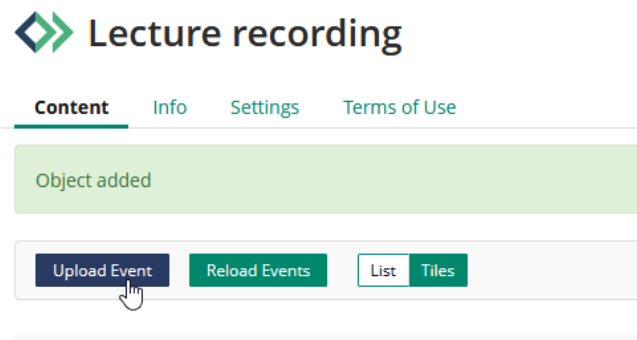 Lecture recording
Content Info Settings Terms of Use
Object added
Upload Event Reload Events List Tiles